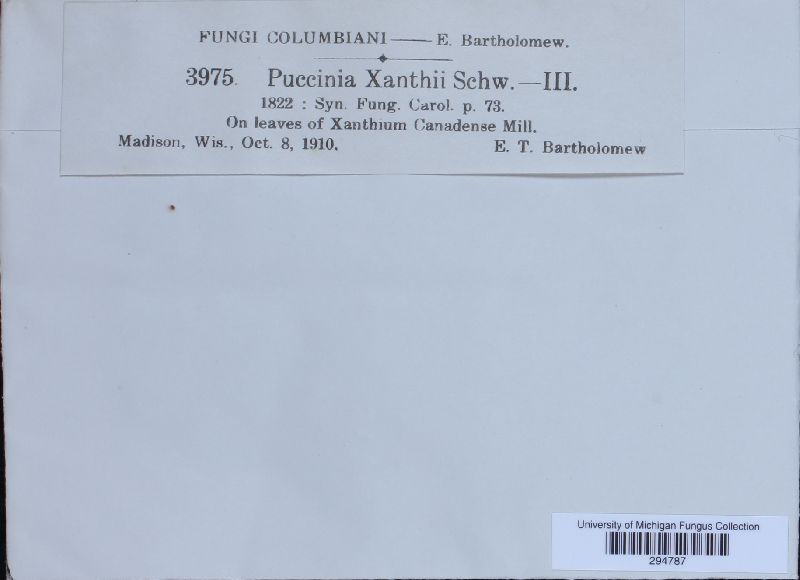 FUNGI COLUMBIANI — E. Bartholomew.
3975. Puccinia Xanthii Schw.—III.
1822 : Syn. Fung. Carol. p. 73.
On leaves of Xanthium Canadense Mill.
Madison, Wis., Oct. 8, 1910. E. T. Bartholomew
University of Michigan Fungus Collection
294787